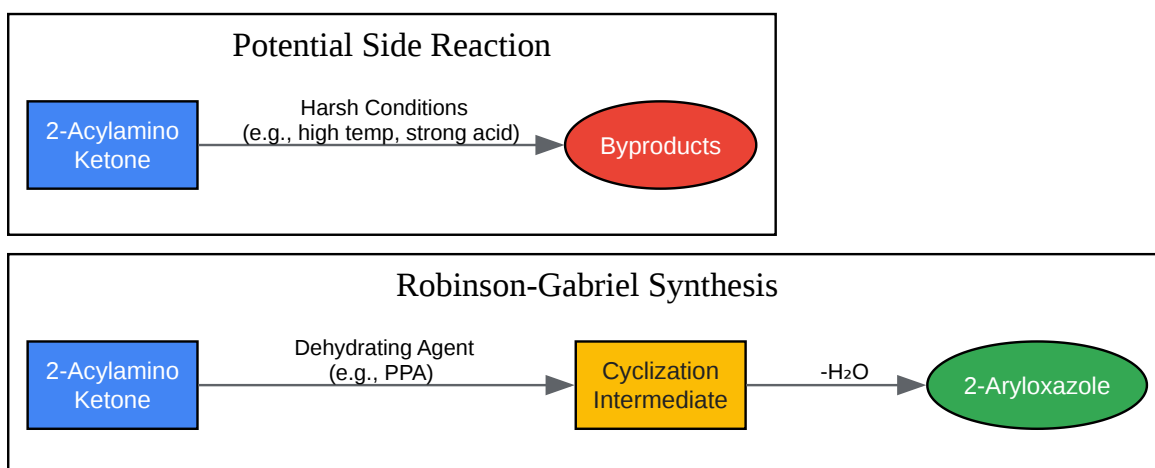 Potential Side Reaction
2-Acylamino
Ketone
Harsh Conditions
(e.g., high temp, strong acid)
Byproducts
Robinson-Gabriel Synthesis
2-Acylamino
Ketone
Dehydrating Agent
(e.g., PPA)
Cyclization
Intermediate
-H₂O
2-Aryloxazole